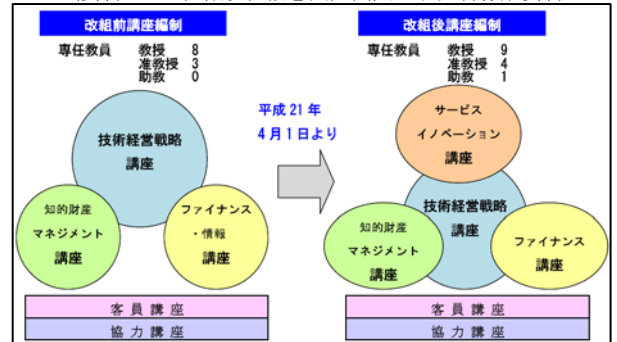 改組前講座編制
専任教員 教授 8
准教授 3
助教 0
技術経営戦略
講座
知的財産
マネジメント
講座
ファイナンス
・情報
講座
客員講座
協力講座
平成21年
4月1日より
改組後講座編制
専任教員 教授 9
准教授 4
助教 1
サービス
イノベーション
講座
技術経営戦略
講座
知的財産
マネジメント
講座
ファイナンス
講座
客員講座
協力講座